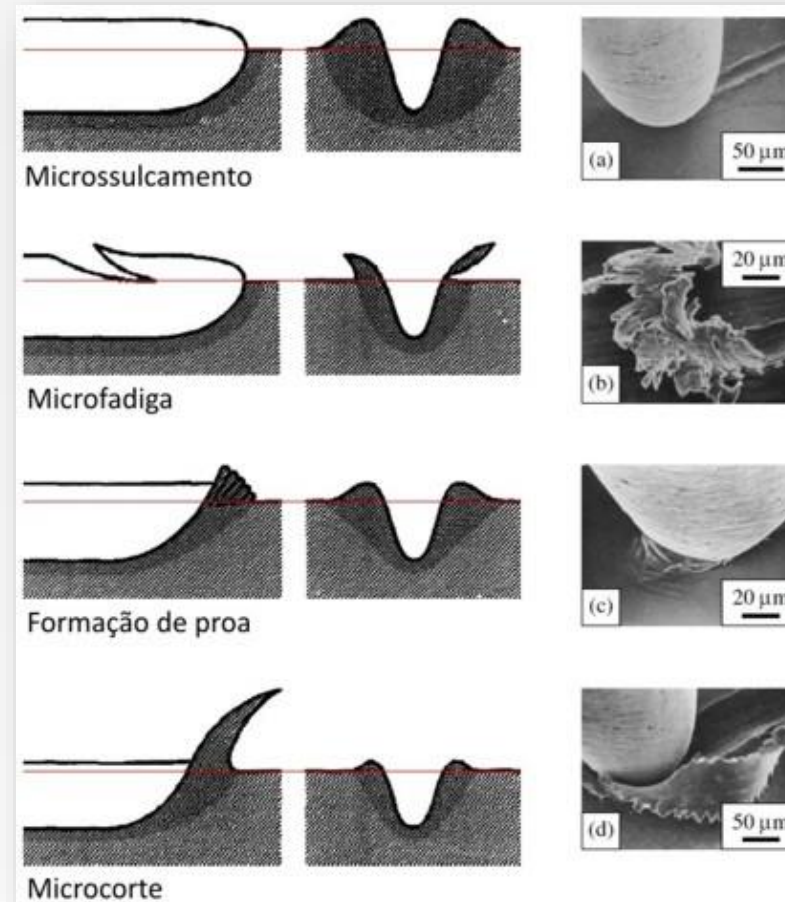 (a)
50 µm
Microssulcamento
(b)
20 µm
Microfadiga
(c)
20 µm
Formação de proa
(d)
50 µm
Microcorte